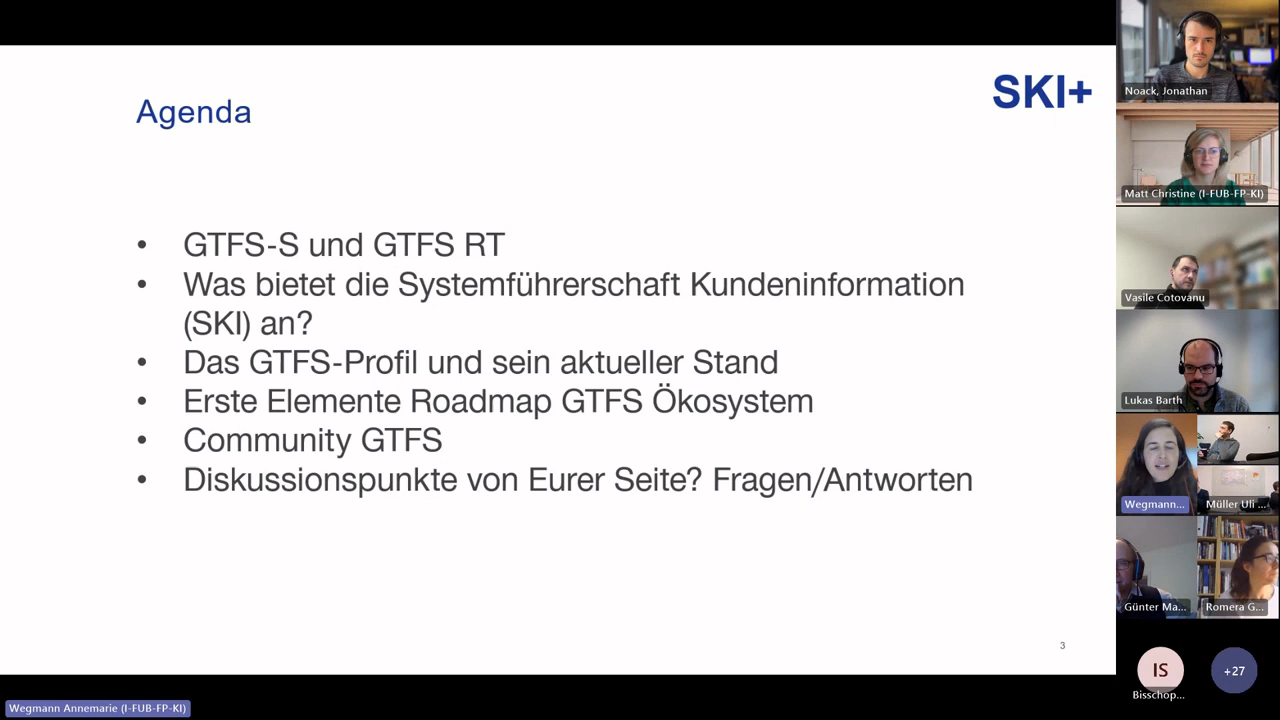 SKI+
Agenda
• GTFS-S und GTFS RT
• Was bietet die Systemführerschaft Kundeninformation
(SKI) an?
• Das GTFS-Profil und sein aktueller Stand
• Erste Elemente Roadmap GTFS Ökosystem
• Community GTFS
• Diskussionspunkte von Eurer Seite? Fragen/Antworten
3
Wegmann Annemarie (I-FUB-FP-KI)
Noack, Jonathan
Matt Christine (I-FUB-FP-KI)
Vasile Cotovanu
Lukas Barth
Wegmann...
Müller Uli ...
Günter Ma...
Romera G...
IS
Bisschop...
+27